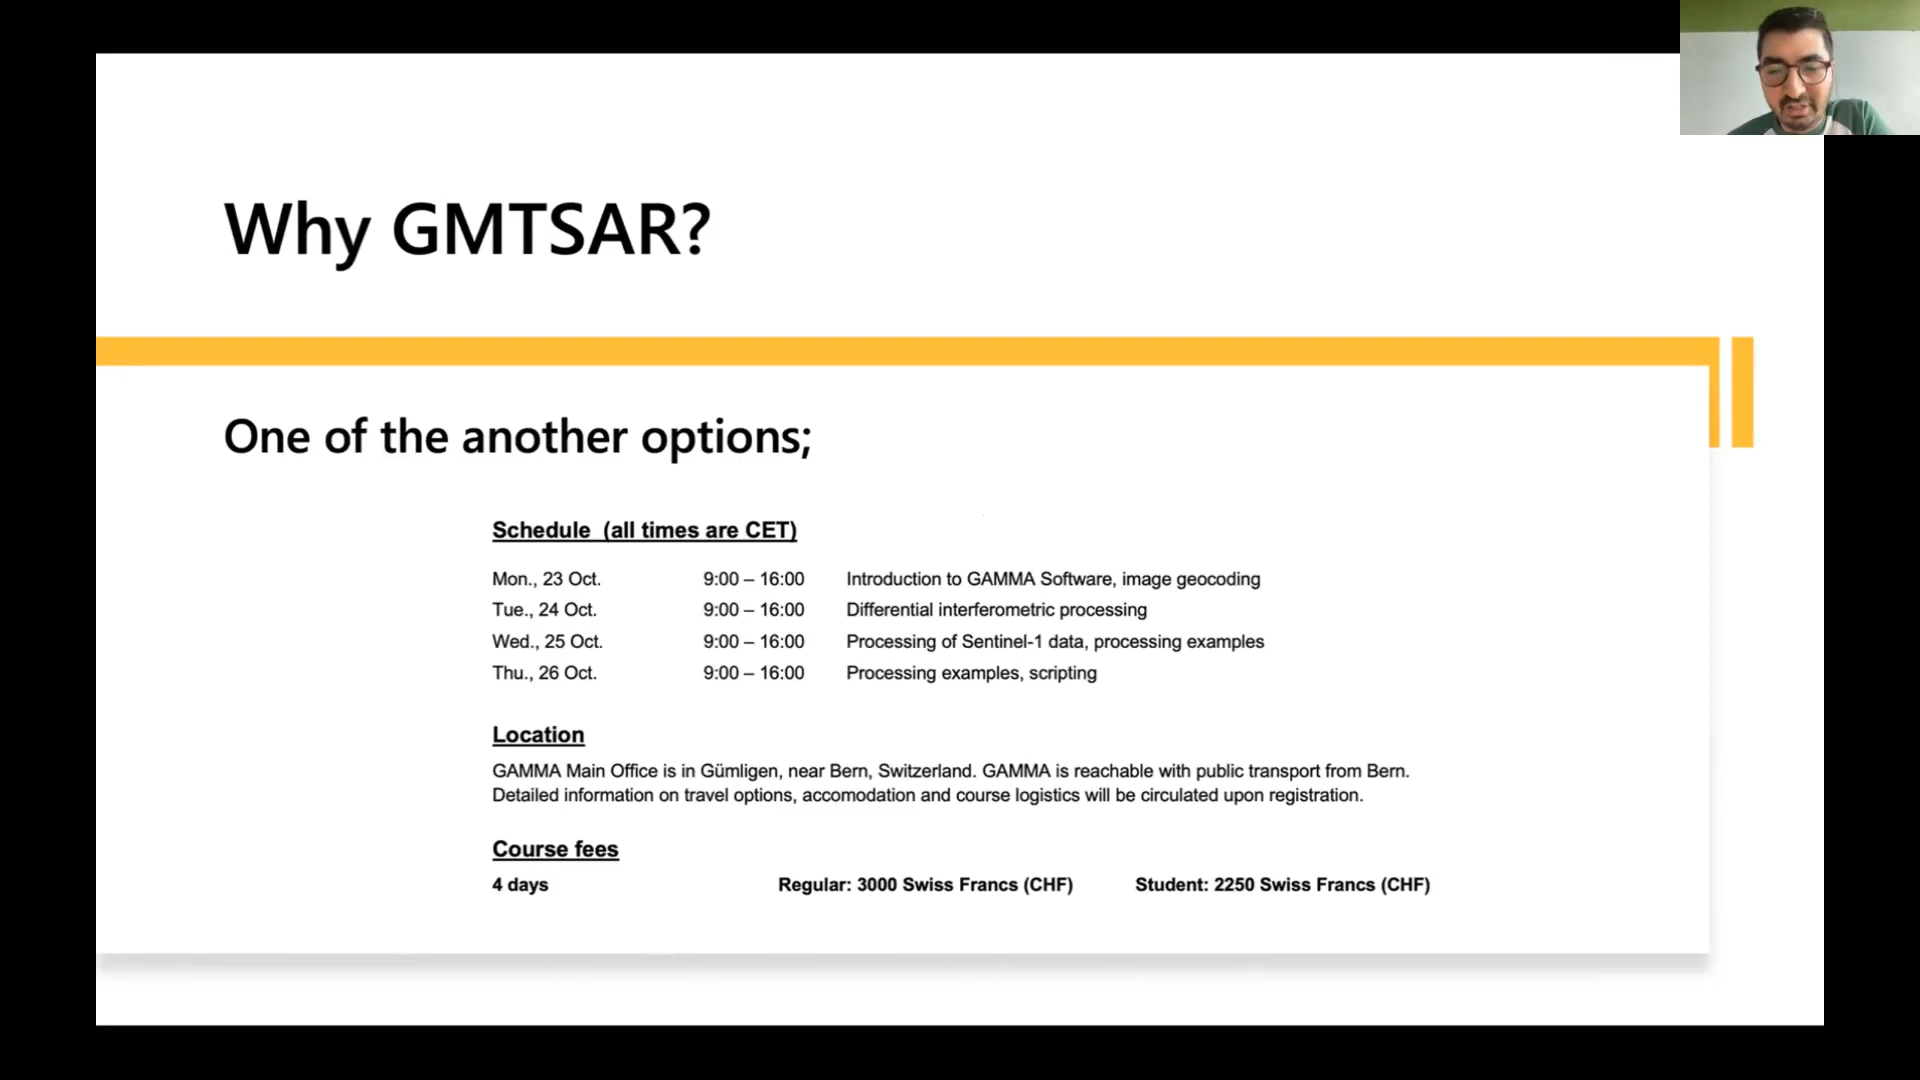 Why GMTSAR?
One of the another options;
Schedule  (all times are CET)
Mon., 23 Oct. 9:00 – 16:00 Introduction to GAMMA Software, image geocoding
Tue., 24 Oct. 9:00 – 16:00 Differential interferometric processing
Wed., 25 Oct. 9:00 – 16:00 Processing of Sentinel-1 data, processing examples
Thu., 26 Oct. 9:00 – 16:00 Processing examples, scripting
Location
GAMMA Main Office is in Gümligen, near Bern, Switzerland. GAMMA is reachable with public transport from Bern.
Detailed information on travel options, accomodation and course logistics will be circulated upon registration.
Course fees
4 days Regular: 3000 Swiss Francs (CHF) Student: 2250 Swiss Francs (CHF)